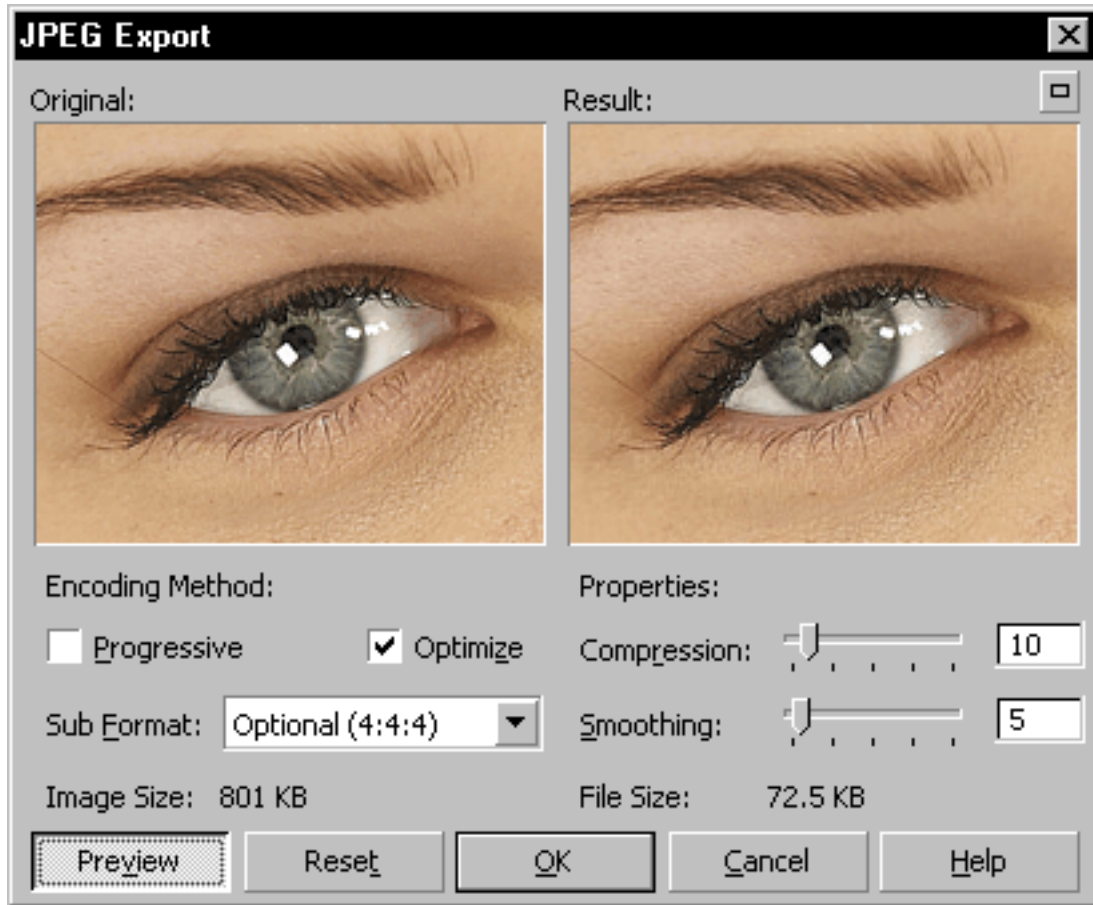 JPEG Export
Original: Result:
Encoding Method: Properties:
Progressive Optimize Compression: 10
Sub Format: Optional (4:4:4) Smoothing: 5
Image Size: 801 KB File Size: 72.5 KB
Preview Reset OK Cancel Help